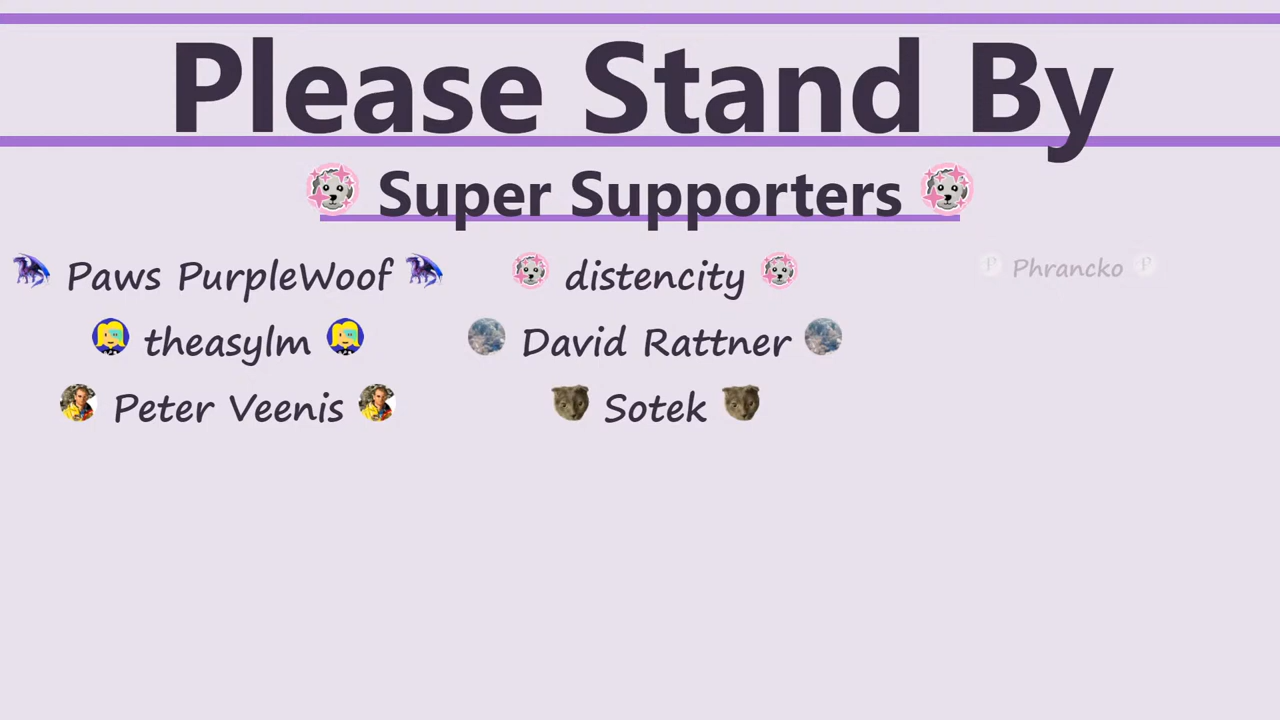 Please Stand By
Super Supporters
Paws PurpleWoof
distencity
P Phrancko P
theasylm
David Rattner
Peter Veenis
Sotek